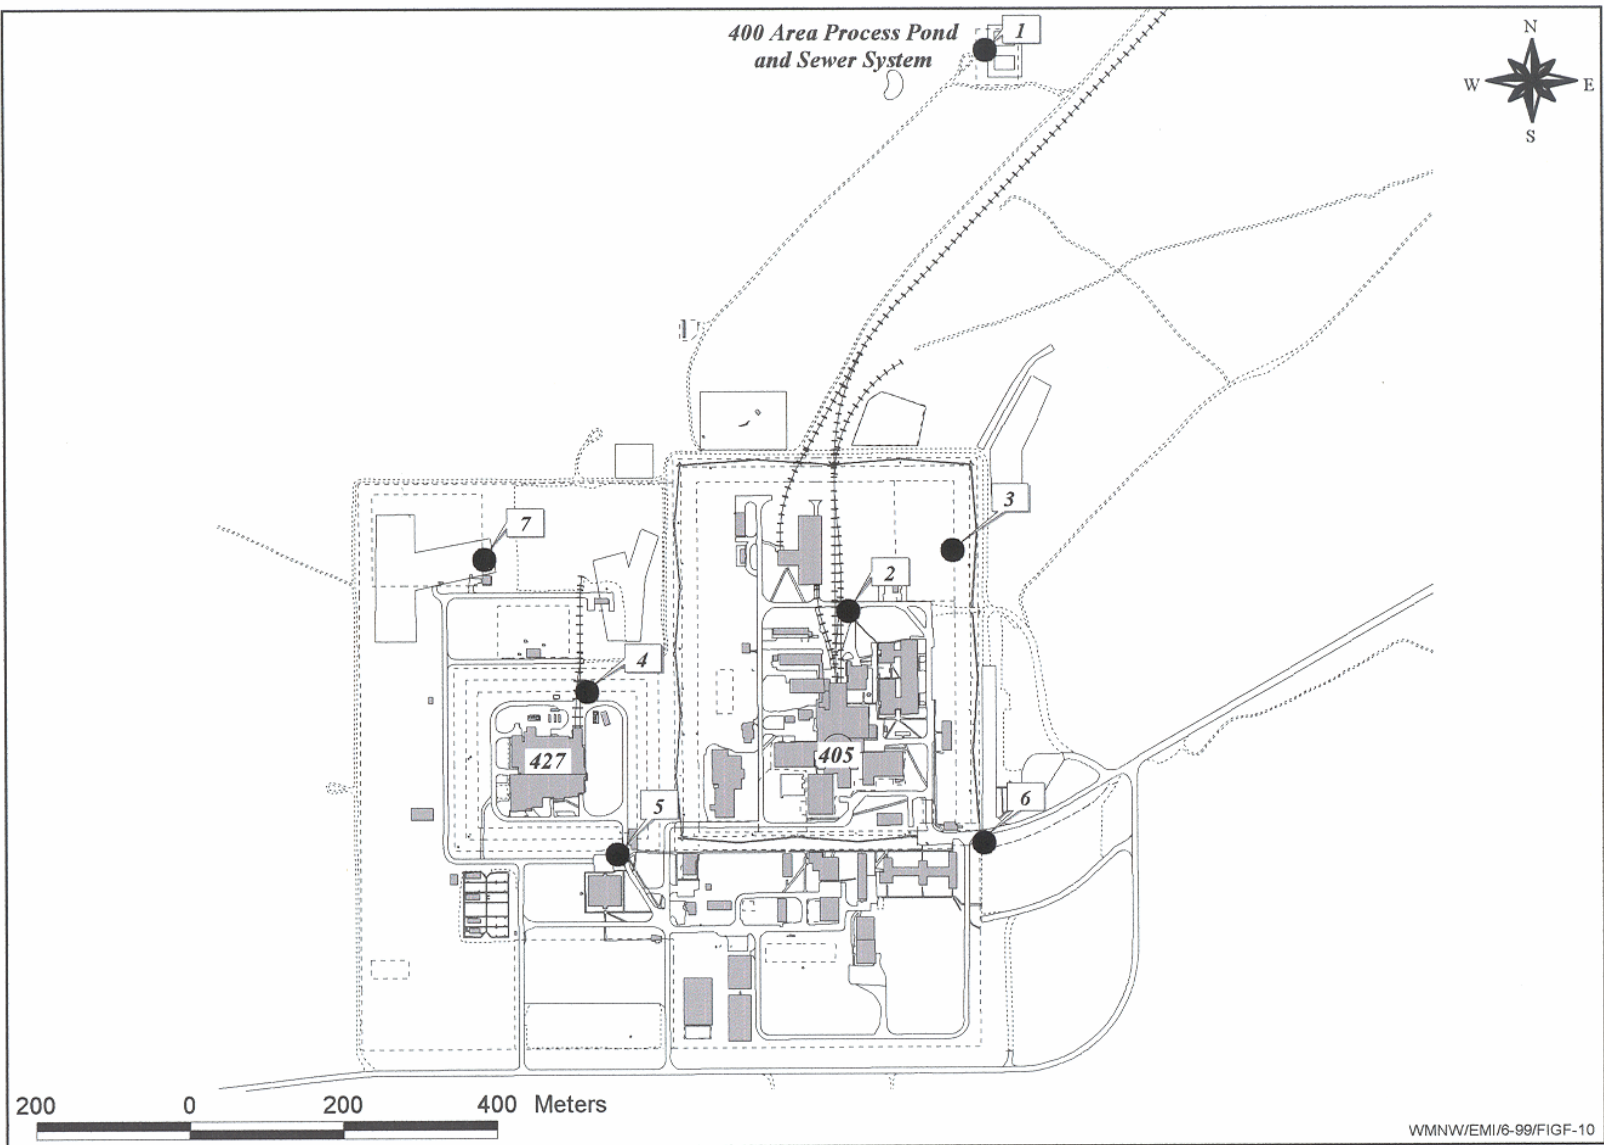 400 Area Process Pond
and Sewer System
1
N
W E
S
3
7
2
4
427
405
5
6
200 0 200 400 Meters
WMNW/EMI/6-99/FIGF-10